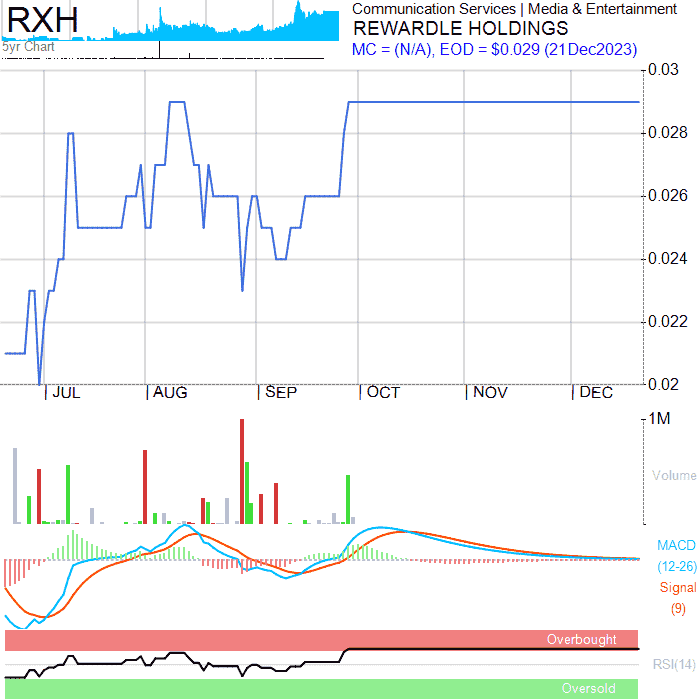 RXH
5yr Chart
Communication Services | Media & Entertainment
REWARDLE HOLDINGS
MC = (N/A), EOD = $0.029 (21Dec2023)
0.03
0.028
0.026
0.024
0.022
0.02
JUL AUG SEP OCT NOV DEC
1M
Volume
MACD
(12-26)
Signal
(9)
Overbought
RSI(14)
Oversold